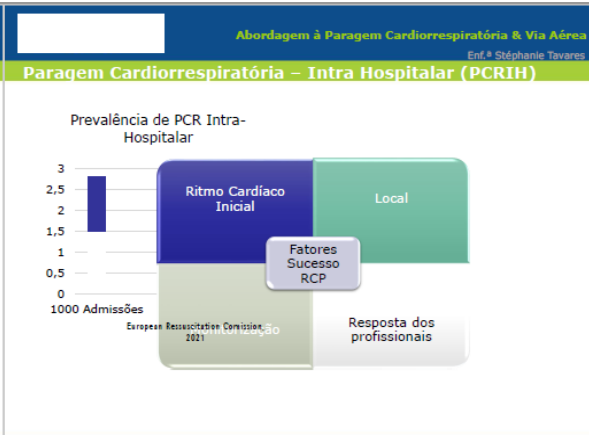 Abordagem à Paragem Cardiorrespiratória & Via Aérea
Enf.ª Stéphanie Tavares
Paragem Cardiorrespiratória – Intra Hospitalar (PCRIH)
Prevalência de PCR Intra-
Hospitalar
3
2,5
2
1,5
1
0,5
0
1000 Admissões
European Ressuscitation Comission
2021
Ritmo Cardíaco
Inicial
Local
Fatores
Sucesso
RCP
Monitorização
Resposta dos
profissionais